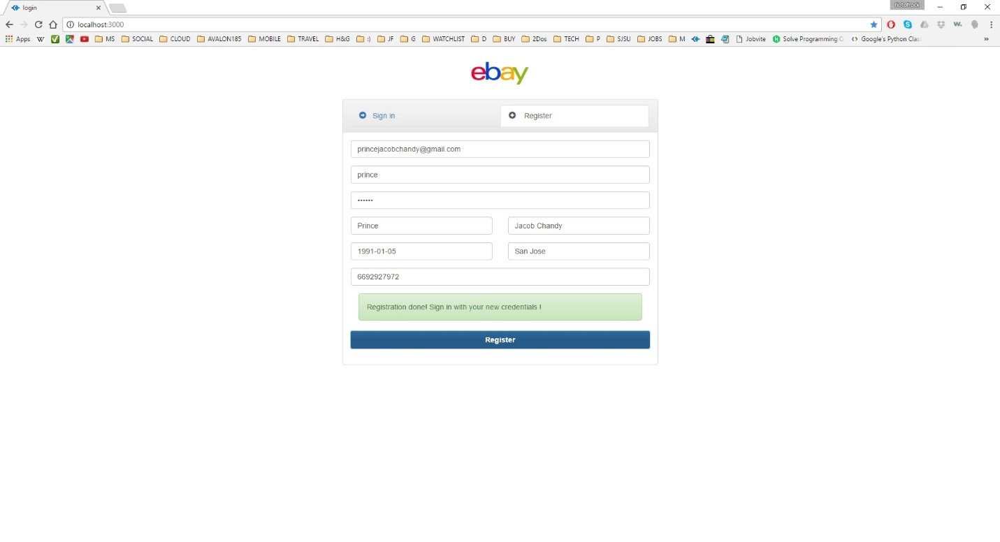 login
riotofrock
localhost:3000
Apps W MS SOCIAL CLOUD AVALON185 MOBILE TRAVEL H&G :) JF G WATCHLIST D BUY 2Dos TECH P SJSU JOBS M Jobvite Solve Programming Google's Python Clas »
ebay
Sign in Register
princejacobchandy@gmail.com
prince
••••••
Prince Jacob Chandy
1991-01-05 San Jose
6692927972
Registration done! Sign in with your new credentials !
Register